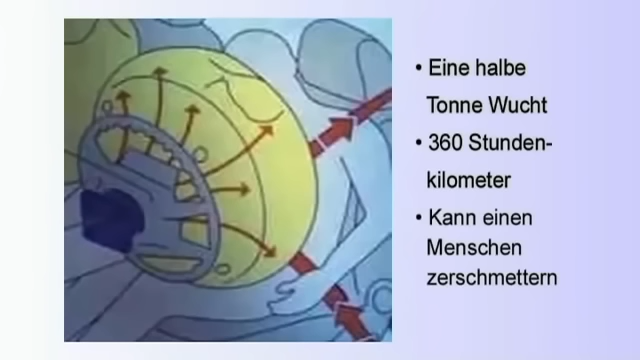 • Eine halbe
Tonne Wucht
• 360 Stunden-
kilometer
• Kann einen
Menschen
zerschmettern